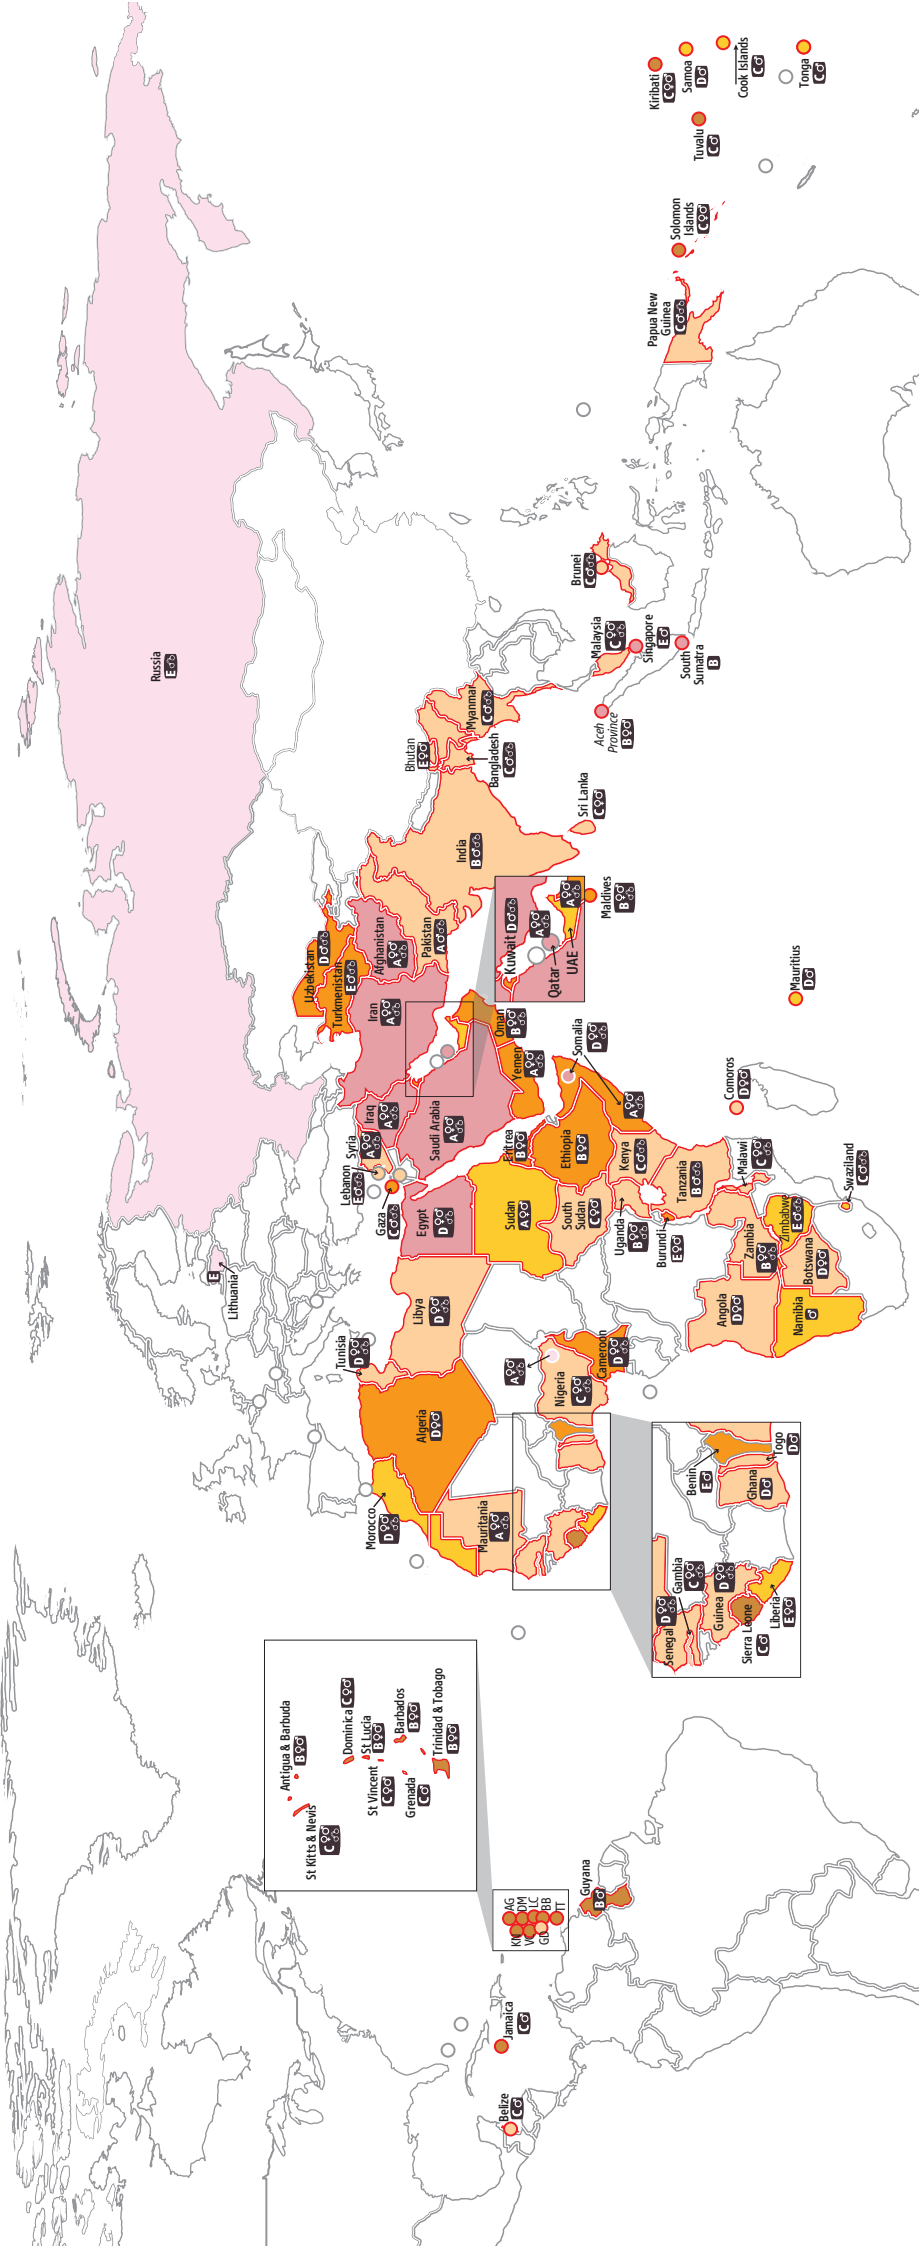 Belize
C♂
Jamaica
C♂
KN
AG
VC
DM
LC
GD
BB
TT
Guyana
B♂
St Kitts & Nevis
C♀♂
Antigua & Barbuda
B♀♂
Dominica C♀♂
St Lucia
B♀♂
St Vincent
C♀♂
Barbados
B♀♂
Grenada
C♂
Trinidad & Tobago
B♀♂
Senegal D♀♂
Gambia
C♀♂
Guinea D♀♂
Sierra Leone
C♂
Liberia
E♀♂
Benin
E♂
Ghana
D♂
Togo
D♂
Morocco
D♀♂
Algeria
D♀♂
Tunisia
D♀♂
Libya
D♀♂
Egypt
D♀♂
Mauritania
A♀♂
Nigeria
C♀♂
A♀♂
Cameroon
D♀♂
Sudan
A♀♂
South
Sudan
C♀♂
Eritrea
B♀♂
Ethiopia
B♀♂
Somalia
D♀♂
A♀♂
Kenya
C♂
Uganda
B♀♂
Burundi
E♀♂
Tanzania
B♂
Malawi
C♀♂
Zambia
B♀♂
Zimbabwe
E♂
Botswana
D♀♂
Angola
D♀♂
Namibia
♂
Swaziland
C♂
Comoros
D♀♂
Mauritius
D♂
Lithuania
E
Russia
E
Lebanon
E♂
Gaza
C♂
Syria
A♀♂
Iraq
A♀♂
Iran
A♀♂
Saudi Arabia
A♀♂
Yemen
A♀♂
Oman
B♀♂
Kuwait D♂
A♀♂
Qatar
UAE
A♀♂
Uzbekistan
D♂
Turkmenistan
E♂
Afghanistan
A♀♂
Pakistan
A♂
India
B♂
Maldives
B♀♂
Sri Lanka
C♀♂
Bhutan
E♀♂
Bangladesh
C♂
Myanmar
C♂
Aceh
Province
B♀♂
Malaysia
C♀♂
Singapore
E♂
South
Sumatra
B
Brunei
C♂
Papua New
Guinea
C♂
Solomon
Islands
C♀♂
Tuvalu
C♂
Kiribati
C♀♂
Samoa
D♂
Cook Islands
C♂
Tonga
C♂